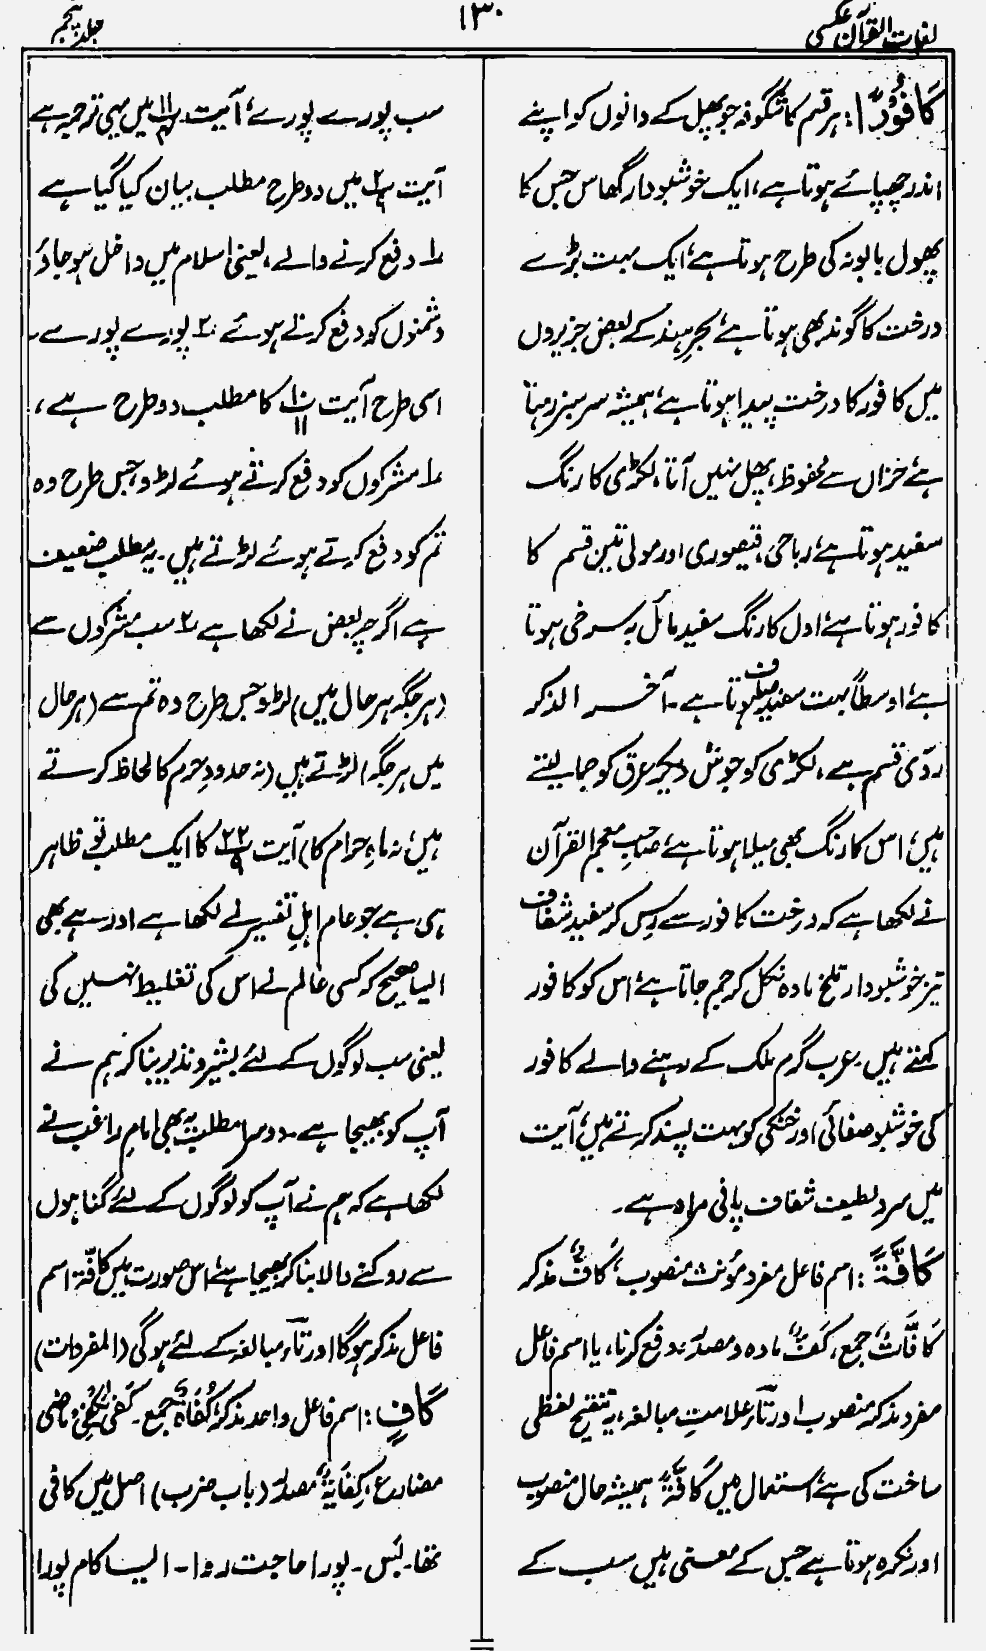 لغات القرآن عکسی
۱۳۰
جلد پنجم
كَافُوْرًا: ہر قسم کا شگوفہ جو پھل کے دانوں کو اپنے
اندر چھپائے ہوتا ہے، ایک خوشبودار گھاس جس کا
پھول بابونہ کی طرح ہوتا ہے، ایک بہت بڑے
درخت کا گوند بھی ہوتا ہے، بحرِ ہند کے بعض جزیروں
میں کافور کا درخت پیدا ہوتا ہے، ہمیشہ سرسبز رہتا
ہے، خزاں سے محفوظ، پھل نہیں آتا، لکڑی کا رنگ
سفید ہوتا ہے، رباحی، قیصوری اور مولی تین قسم کا
کافور ہوتا ہے، اول کا رنگ سفید مائل بہ سرخی ہوتا
ہے، اوسط بہت سفید ہوتا ہے۔ آخر الذکر
ردّی قسم ہے، لکڑی کو جوش دیکر عرق کو جما لیتے
ہیں، اس کا رنگ بھی میلا ہوتا ہے، صاحبِ معجم القرآن
نے لکھا ہے کہ درخت کافور سے رِس کر سفید شفاف
تیز خوشبودار تلخ مادہ نکل کر جم جاتا ہے، اس کو کافور
کہتے ہیں۔ عرب گرم ملک کے رہنے والے کافور
کی خوشبو صفائی اور خنکی کو بہت پسند کرتے ہیں، آیت
میں سرد لطیف شفاف پانی مراد ہے۔
كَافَّةً: اسم فاعل مفرد مؤنث منصوب، كَافٌّ مذکر
كَافَّاتٌ جمع، كَفٌّ مادہ و مصدر، دفع کرنا، یا اسم فاعل
مفرد مذکر منصوب اور تاء علامتِ مبالغہ، یہ تنقیح لفظی
ساخت کی ہے، استعمال میں كَافَّةً ہمیشہ حال منصوب
اور نکرہ ہوتا ہے جس کے معنی ہیں سب کے
سب پورے پورے، آیت میں یہی ترجمہ ہے
آیت ۲/۹ میں دو طرح مطلب بیان کیا گیا ہے
۱ دفع کرنے والے، یعنی اسلام میں داخل ہو جاؤ
دشمنوں کو دفع کرتے ہوئے ۲ پورے پورے۔
اسی طرح آیت ۱۰/۱۱ کا مطلب دو طرح ہے،
۱ مشرکوں کو دفع کرتے ہوئے لڑو، جس طرح وہ
تم کو دفع کرتے ہوئے لڑتے ہیں۔ یہ مطلب ضعیف
ہے اگرچہ بعض نے لکھا ہے ۲ سب مشرکوں سے
(ہر جگہ ہر حال میں) لڑو جس طرح وہ تم سے (ہر حال
میں ہر جگہ) لڑتے ہیں (نہ حدودِ حرم کا لحاظ کرتے
ہیں، نہ ماہِ حرام کا) آیت ۲۲/۹ کا ایک مطلب تو ظاہر
ہی ہے جو عام اہلِ تفسیر نے لکھا ہے اور ہے بھی
ایسا صحیح کہ کسی عالم نے اس کی تغلیط نہیں کی
یعنی سب لوگوں کے لئے بشیر و نذیر بنا کر ہم نے
آپ کو بھیجا ہے۔ دوسرا مطلب یہ بھی امام راغب نے
لکھا ہے کہ ہم نے آپ کو لوگوں کے لئے گناہوں
سے روکنے والا بنا کر بھیجا ہے، اس صورت میں كافّة اسم
فاعل مذکر ہوگا اور تاء مبالغہ کے لئے ہوگی (المفردات)
كَافٍ: اسم فاعل واحد مذکر، كُفَاةٌ جمع۔ كَفٰى يَكْفِيْ، ماضی
مضارع، كِفَايَةٌ مصدر (باب ضرب) اصل میں کافی
تھا۔ بس۔ پورا حاجت روا۔ ایسا کام پورا